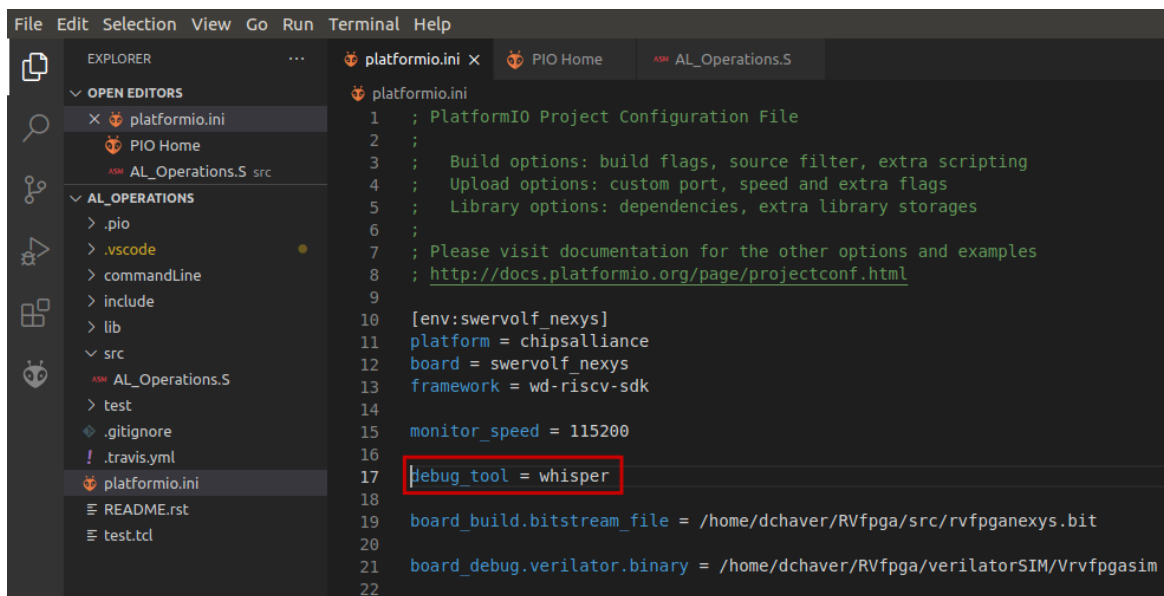 File Edit Selection View Go Run Terminal Help
EXPLORER ...
OPEN EDITORS
platformio.ini
PIO Home
ASM AL_Operations.S src
AL_OPERATIONS
.pio
.vscode
commandLine
include
lib
src
ASM AL_Operations.S
test
.gitignore
! .travis.yml
platformio.ini
README.rst
test.tcl
platformio.ini PIO Home ASM AL_Operations.S
platformio.ini
1 ; PlatformIO Project Configuration File
2 ;
3 ; Build options: build flags, source filter, extra scripting
4 ; Upload options: custom port, speed and extra flags
5 ; Library options: dependencies, extra library storages
6 ;
7 ; Please visit documentation for the other options and examples
8 ; http://docs.platformio.org/page/projectconf.html
9
10 [env:swervolf_nexys]
11 platform = chipsalliance
12 board = swervolf_nexys
13 framework = wd-riscv-sdk
14
15 monitor_speed = 115200
16
17 debug_tool = whisper
18
19 board_build.bitstream_file = /home/dchaver/RVfpga/src/rvfpganexys.bit
20
21 board_debug.verilator.binary = /home/dchaver/RVfpga/verilatorSIM/Vrvfpgasim
22